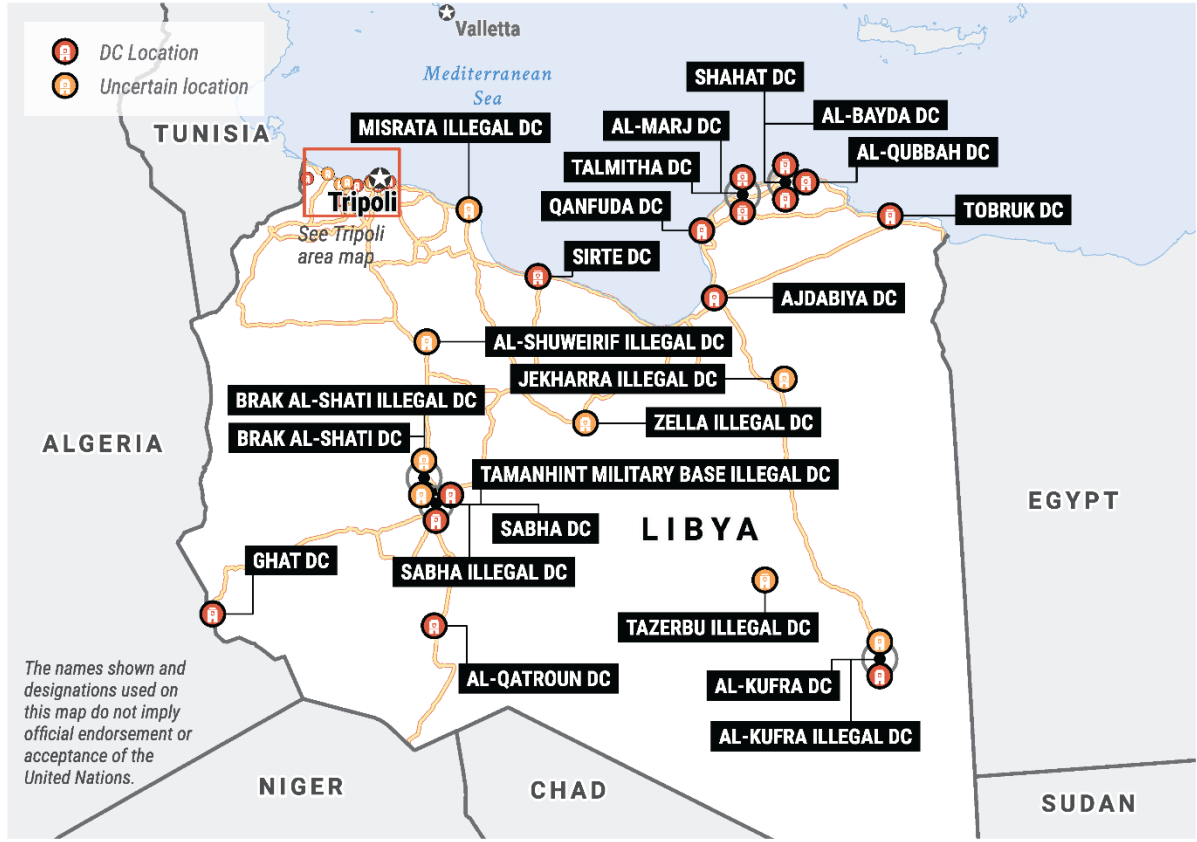 Valletta
DC Location
Uncertain location
Mediterranean
Sea
SHAHAT DC
TUNISIA
MISRATA ILLEGAL DC
AL-MARJ DC
AL-BAYDA DC
TALMITHA DC
AL-QUBBAH DC
Tripoli
QANFUDA DC
TOBRUK DC
See Tripoli
area map
SIRTE DC
AJDABIYA DC
AL-SHUWEIRIF ILLEGAL DC
JEKHARRA ILLEGAL DC
BRAK AL-SHATI ILLEGAL DC
ZELLA ILLEGAL DC
BRAK AL-SHATI DC
ALGERIA
TAMANHINT MILITARY BASE ILLEGAL DC
EGYPT
SABHA DC
LIBYA
GHAT DC
SABHA ILLEGAL DC
TAZERBU ILLEGAL DC
AL-QATROUN DC
AL-KUFRA DC
AL-KUFRA ILLEGAL DC
The names shown and
designations used on
this map do not imply
official endorsement or
acceptance of the
United Nations.
NIGER
CHAD
SUDAN